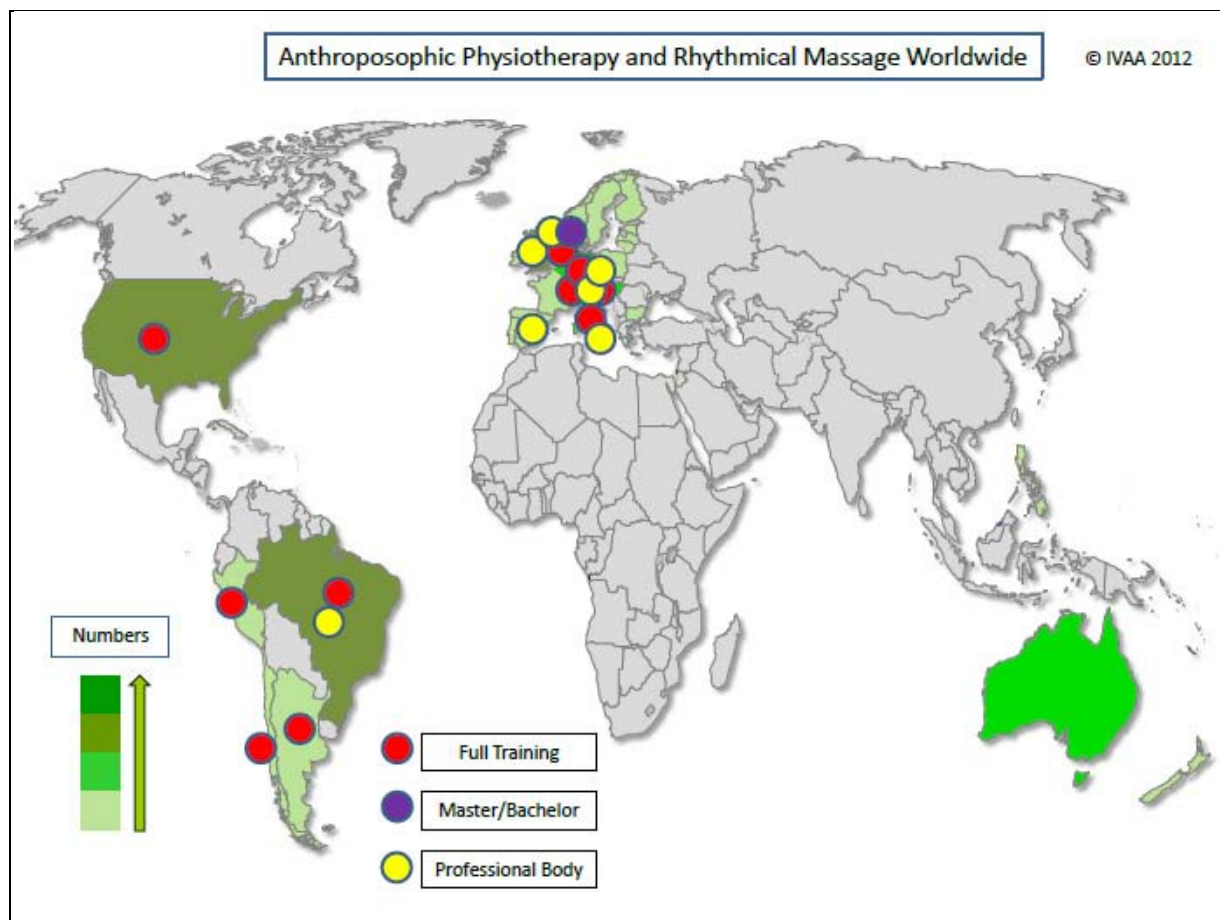 Anthroposophic Physiotherapy and Rhythmical Massage Worldwide
© IVAA 2012
Numbers
Full Training
Master/Bachelor
Professional Body